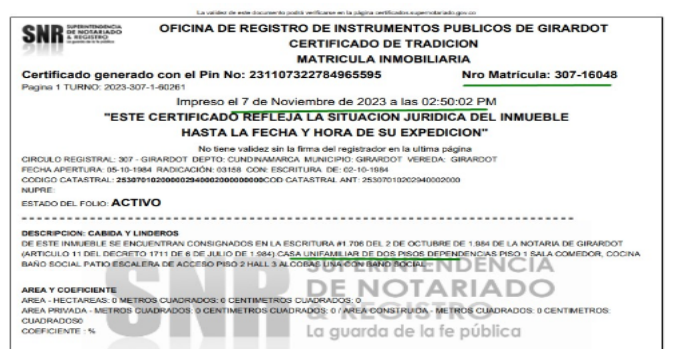 La validez de este documento podrá verificarse en la página certificados.supernotariado.gov.co
SNR SUPERINTENDENCIA DE NOTARIADO & REGISTRO
La guarda de la fe pública
OFICINA DE REGISTRO DE INSTRUMENTOS PUBLICOS DE GIRARDOT
CERTIFICADO DE TRADICION
MATRICULA INMOBILIARIA
Certificado generado con el Pin No: 231107322784965595 Nro Matrícula: 307-16048
Pagina 1 TURNO: 2023-307-1-60261
Impreso el 7 de Noviembre de 2023 a las 02:50:02 PM
"ESTE CERTIFICADO REFLEJA LA SITUACION JURIDICA DEL INMUEBLE
HASTA LA FECHA Y HORA DE SU EXPEDICION"
No tiene validez sin la firma del registrador en la ultima página
CIRCULO REGISTRAL: 307 - GIRARDOT DEPTO: CUNDINAMARCA MUNICIPIO: GIRARDOT VEREDA: GIRARDOT
FECHA APERTURA: 05-10-1984 RADICACIÓN: 03158 CON: ESCRITURA DE: 02-10-1984
CODIGO CATASTRAL: COD CATASTRAL ANT: 25307010202940002000
NUPRE:
ESTADO DEL FOLIO: ACTIVO
DESCRIPCION: CABIDA Y LINDEROS
DE ESTE INMUEBLE SE ENCUENTRAN CONSIGNADOS EN LA ESCRITURA #1.706 DEL 2 DE OCTUBRE DE 1.984 DE LA NOTARIA DE GIRARDOT
(ARTICULO 11 DEL DECRETO 1711 DE 6 DE JULIO DE 1.984) CASA UNIFAMILIAR DE DOS PISOS DEPENDENCIAS PISO 1 SALA COMEDOR, COCINA
BAÑO SOCIAL PATIO ESCALERA DE ACCESO PISO 2 HALL 3 ALCOBAS UNA CON BAÑO SOCIAL
AREA Y COEFICIENTE
AREA - HECTAREAS: 0 METROS CUADRADOS: 0 CENTIMETROS CUADRADOS: 0
AREA PRIVADA - METROS CUADRADOS: 0 CENTIMETROS CUADRADOS: 0 / AREA CONSTRUIDA - METROS CUADRADOS: 0 CENTIMETROS:
CUADRADOS0
COEFICIENTE : %
SNR SUPERINTENDENCIA
DE NOTARIADO
& REGISTRO
La guarda de la fe pública